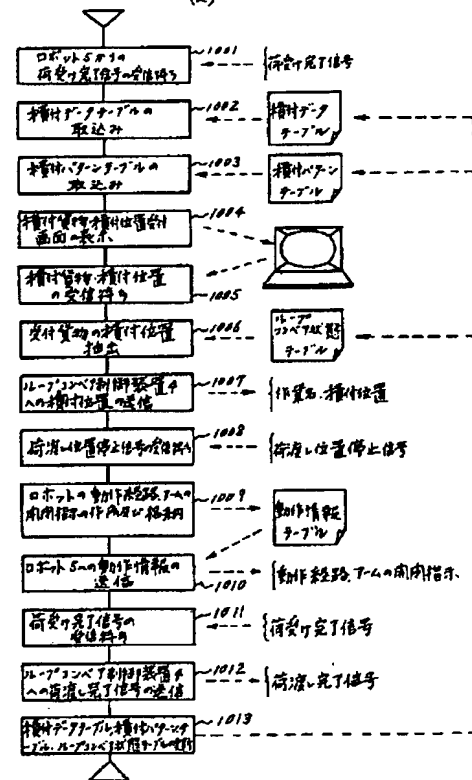 (2)
ロボット5からの
荷受け完了信号の受信待ち
1001
荷受け完了信号
積付データテーブルの
取込み
1002
積付データ
テーブル
積付パターンテーブルの
取込み
1003
積付パターン
テーブル
積付貨物・積付位置受付
画面の表示
1004
積付貨物・積付位置
の受信待ち
1005
受付貨物の積付位置
抽出
1006
ループ
コンベア状態
テーブル
ループコンベア制御装置4
への積付位置の送信
1007
積付位置
荷渡し位置停止信号の受信待ち
1008
荷渡し位置停止信号
ロボットの動作経路、アームの
開閉指示の作成及び格納
1009
動作情報
テーブル
ロボット5への動作情報の
送信
1010
動作経路、アームの開閉指示
荷受け完了信号の
受信待ち
1011
荷受け完了信号
ループコンベア制御装置4
への荷渡し完了信号の送信
1012
荷渡し完了信号
積付データテーブル、積付パターンテ
ーブル、ループコンベア状態テーブルの更新
1013